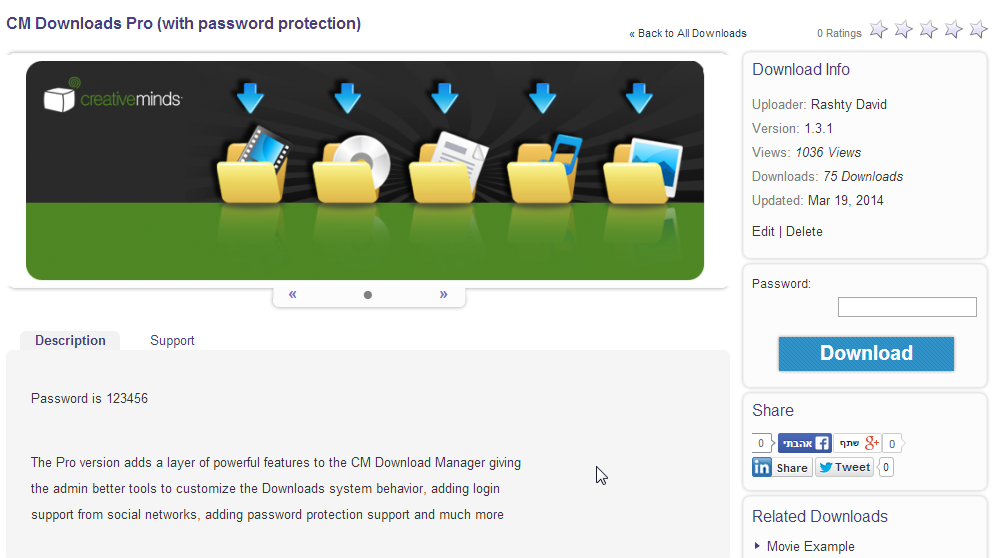 CM Downloads Pro (with password protection)
« Back to All Downloads
0 Ratings
creativeminds
« »
Description Support
Password is 123456
The Pro version adds a layer of powerful features to the CM Download Manager giving
the admin better tools to customize the Downloads system behavior, adding login
support from social networks, adding password protection support and much more
Download Info
Uploader: Rashty David
Version: 1.3.1
Views: 1036 Views
Downloads: 75 Downloads
Updated: Mar 19, 2014
Edit | Delete
Password:
Download
Share
0 אהבתי f שתף g+ 0
in Share Tweet 0
Related Downloads
Movie Example